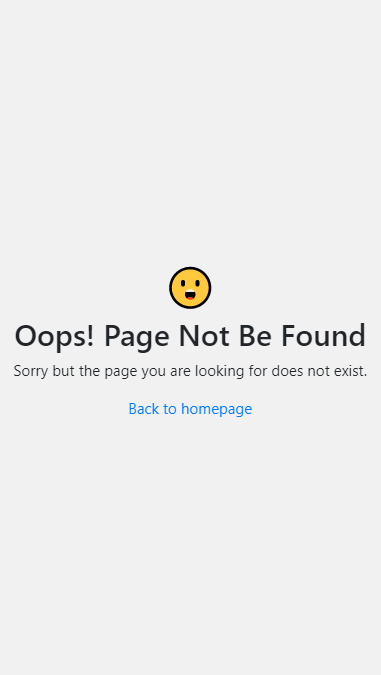 Oops! Page Not Be Found
Sorry but the page you are looking for does not exist.
Back to homepage